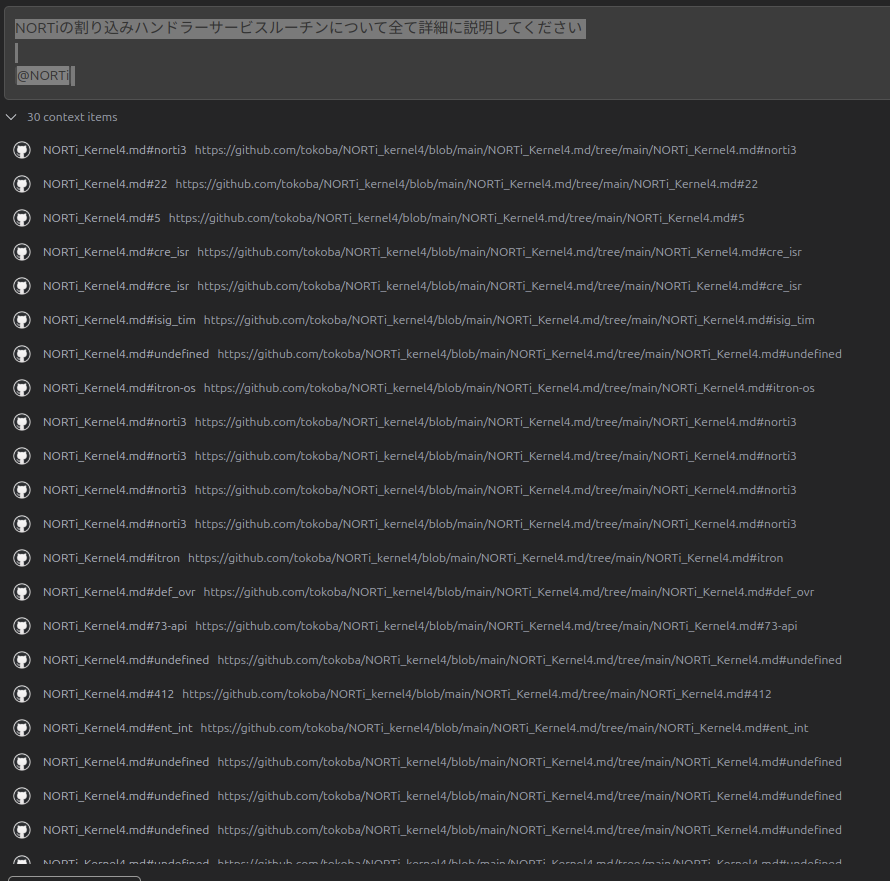 NORTiの割り込みハンドラーサービスルーチンについて全て詳細に説明してください
@NORTi
30 context items
NORTi_Kernel4.md#norti3 https://github.com/tokoba/NORTi_kernel4/blob/main/NORTi_Kernel4.md/tree/main/NORTi_Kernel4.md#norti3
NORTi_Kernel4.md#22 https://github.com/tokoba/NORTi_kernel4/blob/main/NORTi_Kernel4.md/tree/main/NORTi_Kernel4.md#22
NORTi_Kernel4.md#5 https://github.com/tokoba/NORTi_kernel4/blob/main/NORTi_Kernel4.md/tree/main/NORTi_Kernel4.md#5
NORTi_Kernel4.md#cre_isr https://github.com/tokoba/NORTi_kernel4/blob/main/NORTi_Kernel4.md/tree/main/NORTi_Kernel4.md#cre_isr
NORTi_Kernel4.md#cre_isr https://github.com/tokoba/NORTi_kernel4/blob/main/NORTi_Kernel4.md/tree/main/NORTi_Kernel4.md#cre_isr
NORTi_Kernel4.md#isig_tim https://github.com/tokoba/NORTi_kernel4/blob/main/NORTi_Kernel4.md/tree/main/NORTi_Kernel4.md#isig_tim
NORTi_Kernel4.md#undefined https://github.com/tokoba/NORTi_kernel4/blob/main/NORTi_Kernel4.md/tree/main/NORTi_Kernel4.md#undefined
NORTi_Kernel4.md#itron-os https://github.com/tokoba/NORTi_kernel4/blob/main/NORTi_Kernel4.md/tree/main/NORTi_Kernel4.md#itron-os
NORTi_Kernel4.md#norti3 https://github.com/tokoba/NORTi_kernel4/blob/main/NORTi_Kernel4.md/tree/main/NORTi_Kernel4.md#norti3
NORTi_Kernel4.md#norti3 https://github.com/tokoba/NORTi_kernel4/blob/main/NORTi_Kernel4.md/tree/main/NORTi_Kernel4.md#norti3
NORTi_Kernel4.md#norti3 https://github.com/tokoba/NORTi_kernel4/blob/main/NORTi_Kernel4.md/tree/main/NORTi_Kernel4.md#norti3
NORTi_Kernel4.md#norti3 https://github.com/tokoba/NORTi_kernel4/blob/main/NORTi_Kernel4.md/tree/main/NORTi_Kernel4.md#norti3
NORTi_Kernel4.md#itron https://github.com/tokoba/NORTi_kernel4/blob/main/NORTi_Kernel4.md/tree/main/NORTi_Kernel4.md#itron
NORTi_Kernel4.md#def_ovr https://github.com/tokoba/NORTi_kernel4/blob/main/NORTi_Kernel4.md/tree/main/NORTi_Kernel4.md#def_ovr
NORTi_Kernel4.md#73-api https://github.com/tokoba/NORTi_kernel4/blob/main/NORTi_Kernel4.md/tree/main/NORTi_Kernel4.md#73-api
NORTi_Kernel4.md#undefined https://github.com/tokoba/NORTi_kernel4/blob/main/NORTi_Kernel4.md/tree/main/NORTi_Kernel4.md#undefined
NORTi_Kernel4.md#412 https://github.com/tokoba/NORTi_kernel4/blob/main/NORTi_Kernel4.md/tree/main/NORTi_Kernel4.md#412
NORTi_Kernel4.md#ent_int https://github.com/tokoba/NORTi_kernel4/blob/main/NORTi_Kernel4.md/tree/main/NORTi_Kernel4.md#ent_int
NORTi_Kernel4.md#undefined https://github.com/tokoba/NORTi_kernel4/blob/main/NORTi_Kernel4.md/tree/main/NORTi_Kernel4.md#undefined
NORTi_Kernel4.md#undefined https://github.com/tokoba/NORTi_kernel4/blob/main/NORTi_Kernel4.md/tree/main/NORTi_Kernel4.md#undefined
NORTi_Kernel4.md#undefined https://github.com/tokoba/NORTi_kernel4/blob/main/NORTi_Kernel4.md/tree/main/NORTi_Kernel4.md#undefined